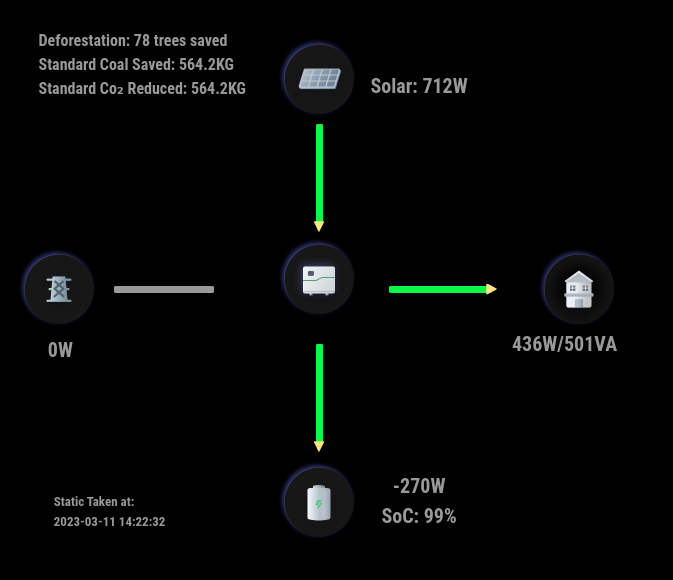 Deforestation: 78 trees saved
Standard Coal Saved: 564.2KG
Standard Co₂ Reduced: 564.2KG
Solar: 712W
0W
436W/501VA
-270W
SoC: 99%
Static Taken at:
2023-03-11 14:22:32